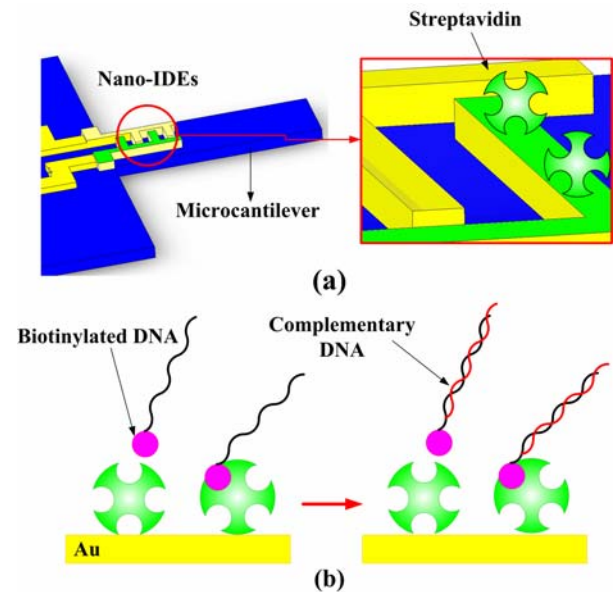 Streptavidin
Nano-IDEs
Microcantilever
(a)
Biotinylated DNA
Complementary
DNA
Au
(b)